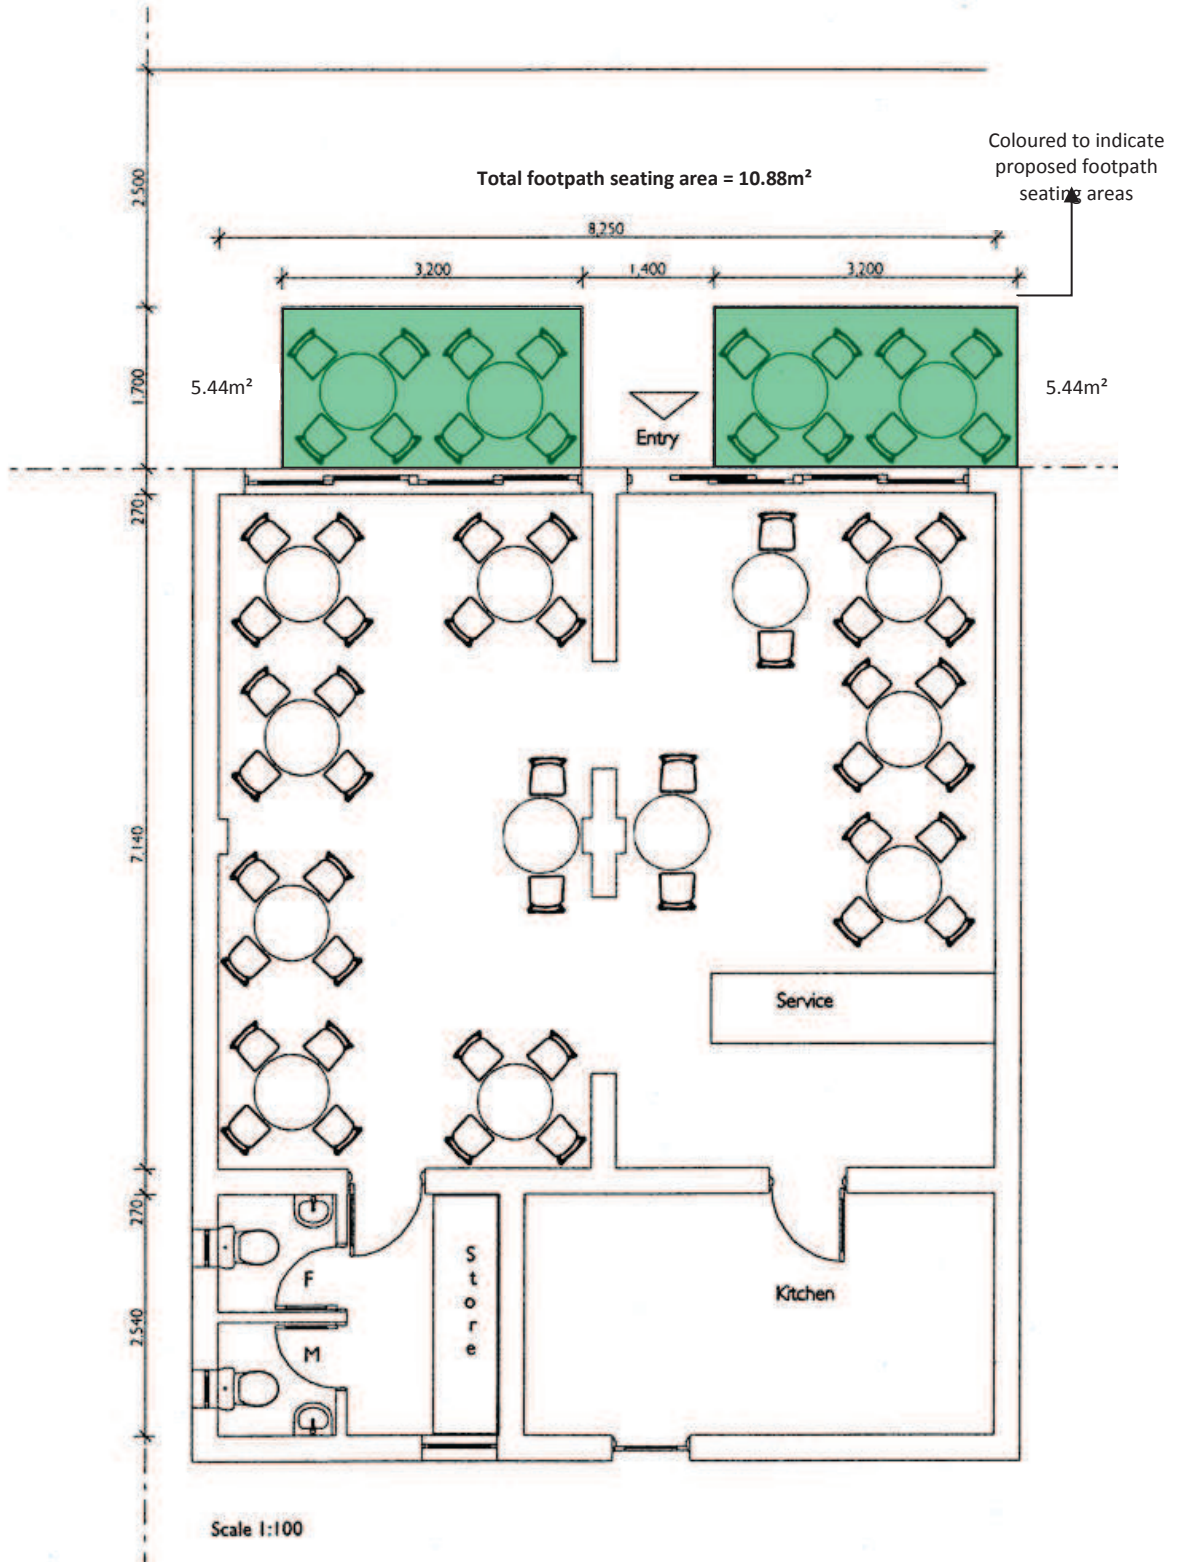 Coloured to indicate
proposed footpath
seating areas
Total footpath seating area = 10.88m²
2,500
8,250
3,200
1,400
3,200
1,700
5.44m²
5.44m²
Entry
270
7,140
Service
270
F
Store
Kitchen
2,540
M
Scale 1:100